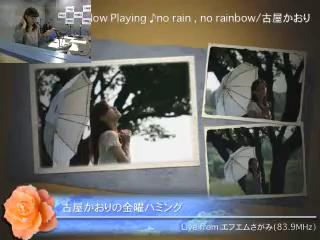 ow Playing ♪no rain , no rainbow/古屋かおり
古屋かおりの金曜ハミング
Live from エフエムさがみ(83.9MHz)